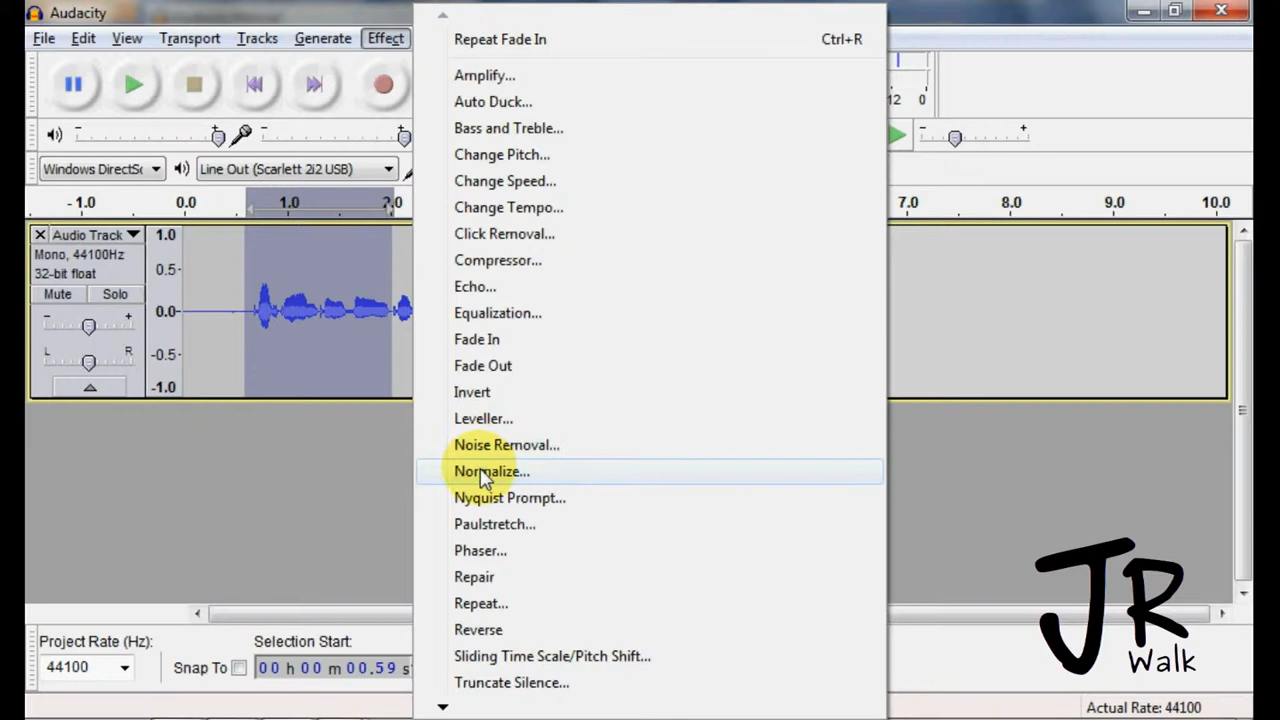 Audacity
File Edit View Transport Tracks Generate Effect
Repeat Fade In Ctrl+R
Amplify...
Auto Duck...
Bass and Treble...
Change Pitch...
Change Speed...
Change Tempo...
Click Removal...
Compressor...
Echo...
Equalization...
Fade In
Fade Out
Invert
Leveller...
Noise Removal...
Normalize...
Nyquist Prompt...
Paulstretch...
Phaser...
Repair
Repeat...
Reverse
Sliding Time Scale/Pitch Shift...
Truncate Silence...
12 0
- + - + - +
Windows DirectSo Line Out (Scarlett 2i2 USB)
-1.0 0.0 1.0 2.0 7.0 8.0 9.0 10.0
X Audio Track 1.0
Mono, 44100Hz
32-bit float 0.5
Mute Solo
- + 0.0
L R -0.5
-1.0
Project Rate (Hz): Selection Start:
44100 Snap To 00 h 00 m 00.59
Actual Rate: 44100
JR
Walk